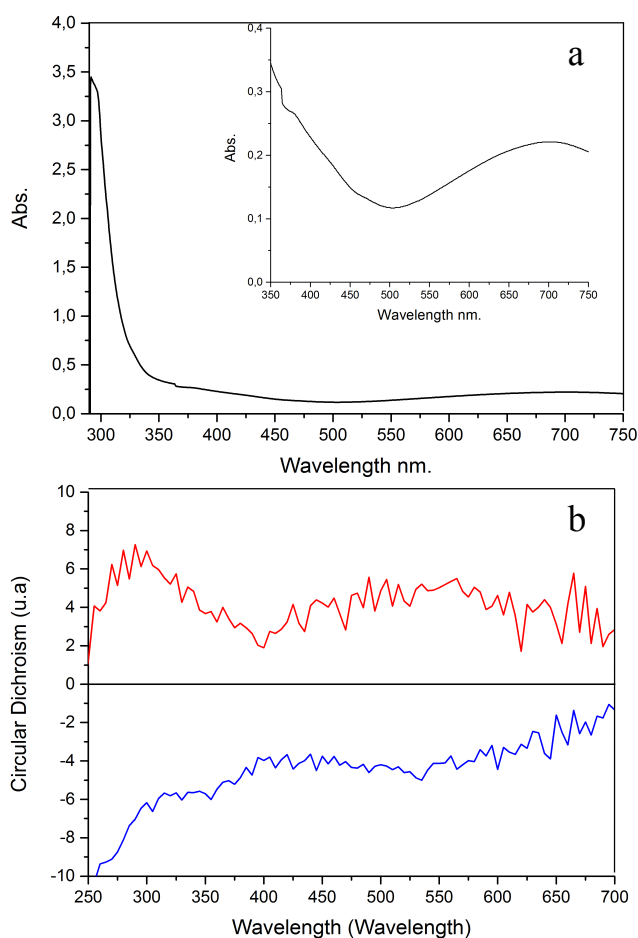 a
4,0
3,5
3,0
2,5
2,0
1,5
1,0
0,5
0,0
Abs.
300 350 400 450 500 550 600 650 700 750
Wavelength nm.
0,4
0,3
0,2
0,1
0,0
Abs.
350 400 450 500 550 600 650 700 750
Wavelength nm.
b
10
8
6
4
2
0
-2
-4
-6
-8
-10
Circular Dichroism (u.a)
250 300 350 400 450 500 550 600 650 700
Wavelength (Wavelength)